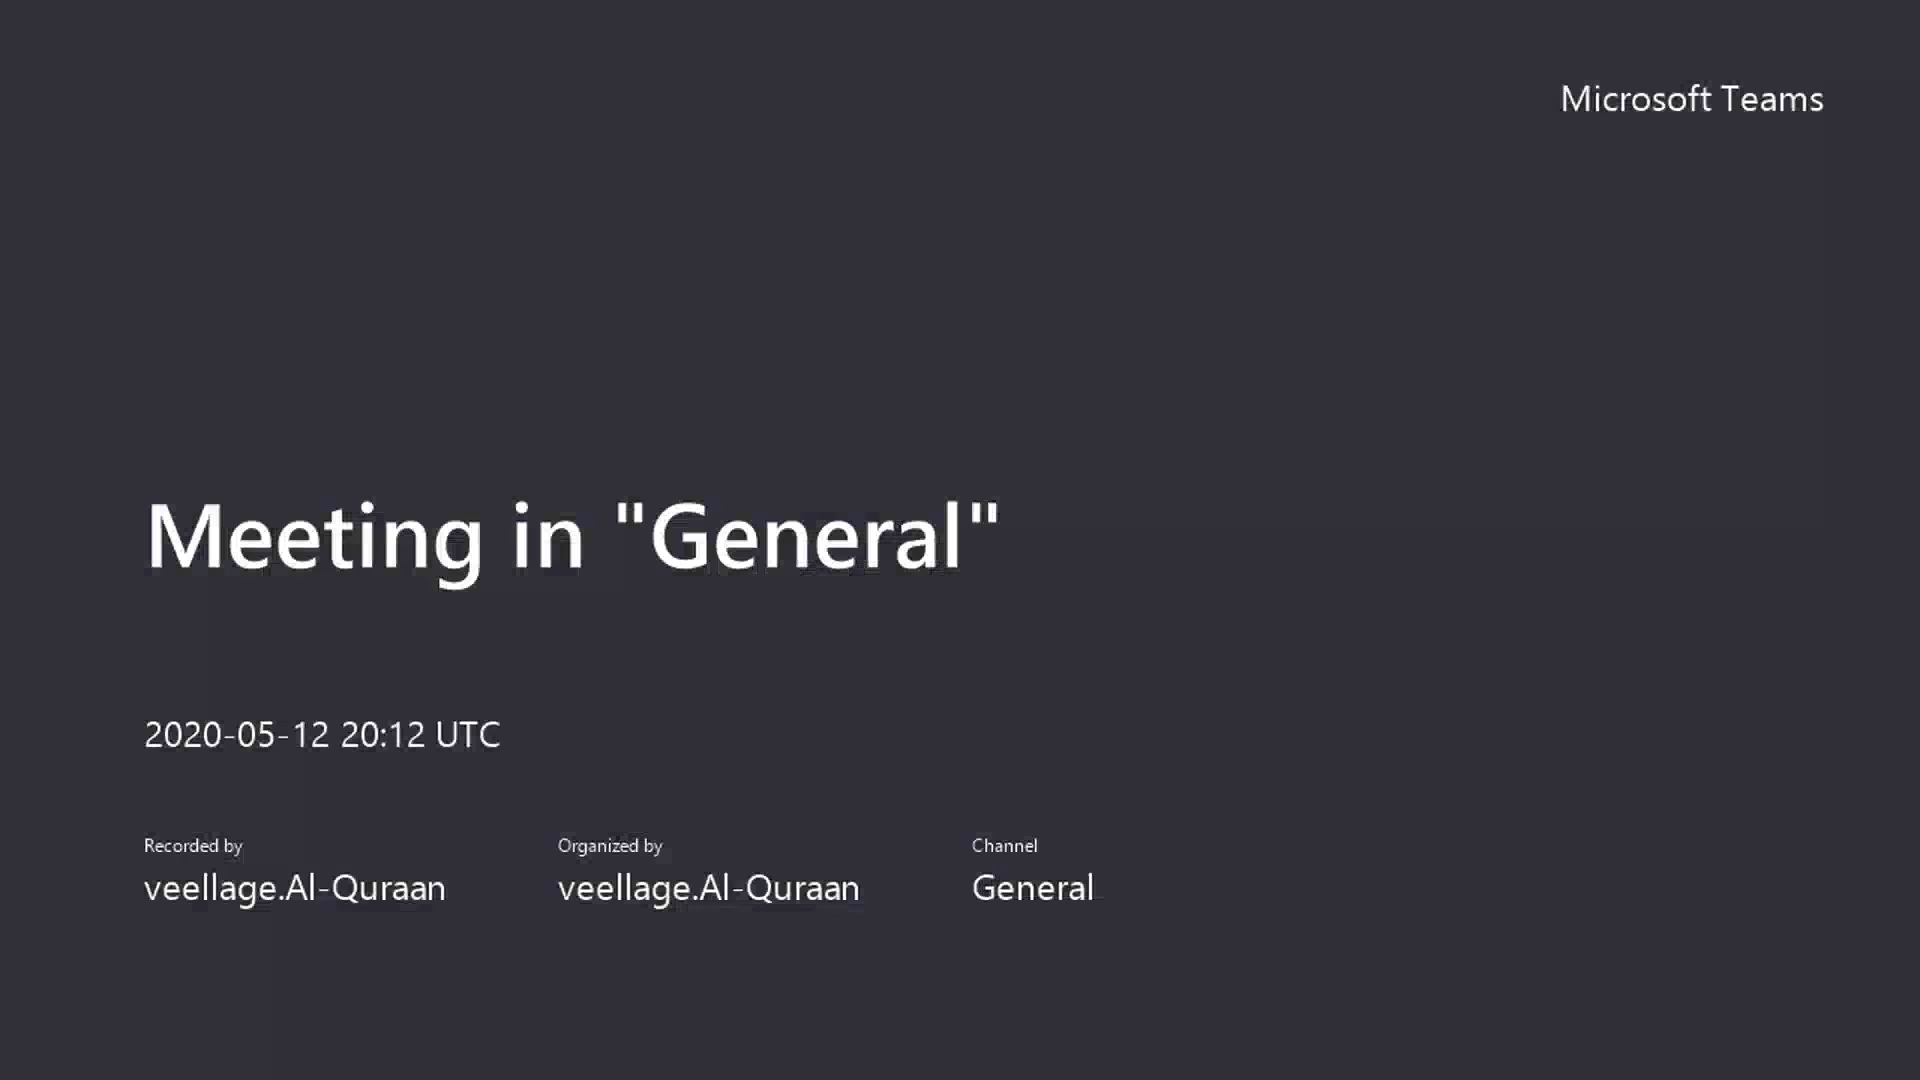 Microsoft Teams
Meeting in "General"
2020-05-12 20:12 UTC
Recorded by
veellage.Al-Quraan
Organized by
veellage.Al-Quraan
Channel
General